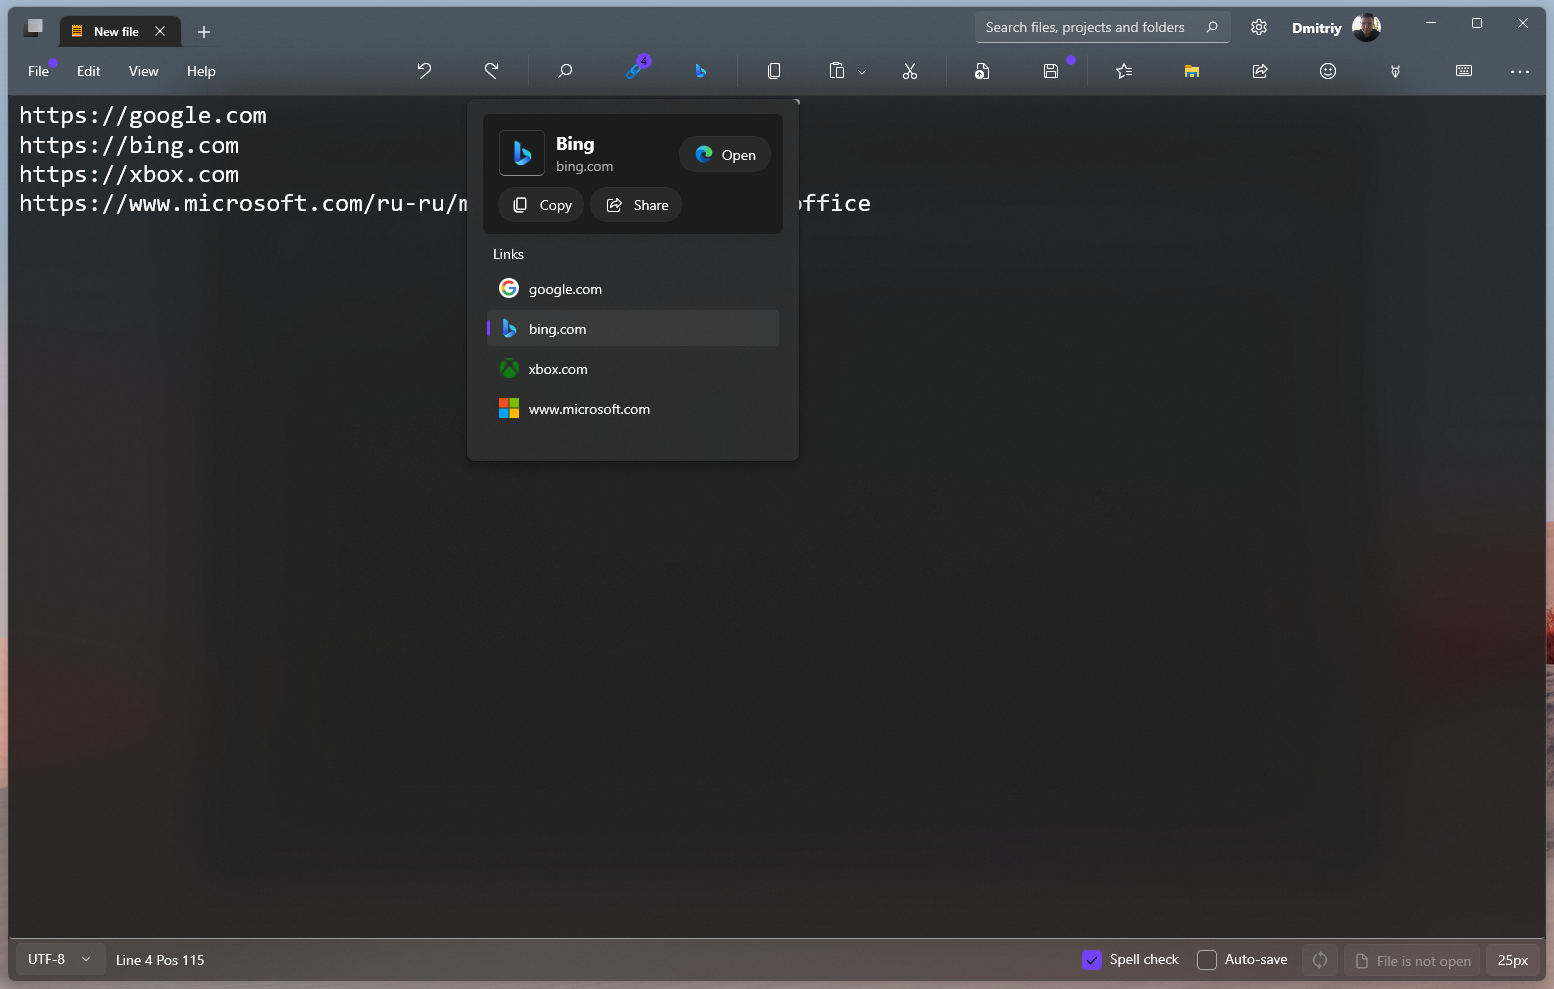 New file
Search files, projects and folders
Dmitriy
File Edit View Help
4
https://google.com
https://bing.com
https://xbox.com
https://www.microsoft.com/ru-ru/
Bing
bing.com
Open
Copy
Share
Links
google.com
bing.com
xbox.com
www.microsoft.com
UTF-8
Line 4 Pos 115
Spell check
Auto-save
File is not open
25px